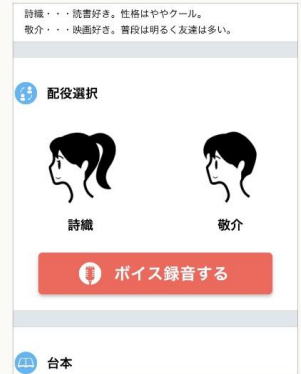 詩織・・・読書好き。性格はややクール。
敬介・・・映画好き。普段は明るく友達は多い。
配役選択
詩織
敬介
ボイス録音する
台本